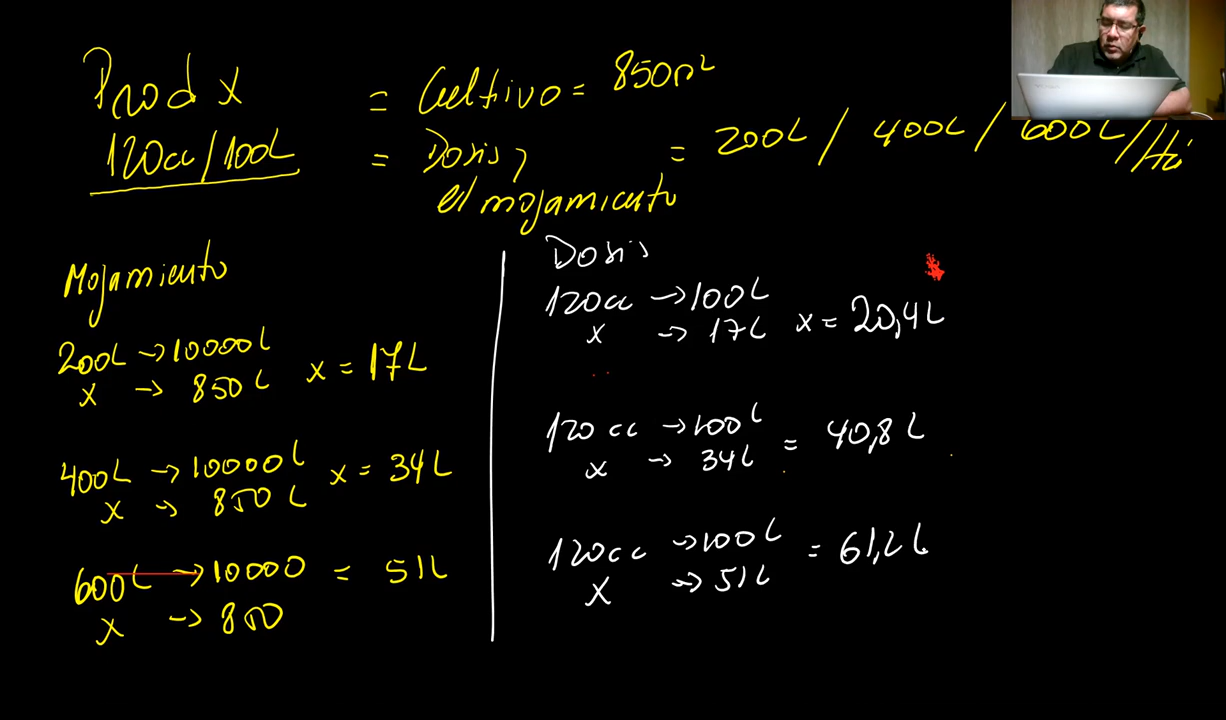 Prod x = Cultivo = 850m²
120cc/100L = Dosis y el mojamiento = 200L / 400L / 600L / Há
Mojamiento
200L → 10000L
x → 850L x = 17L
400L → 10000L
x → 850L x = 34L
600L → 10000 = 51L
x → 850
Dosis
120cc → 100L
x → 17L x = 20,4L
120cc → 100L
x → 34L = 40,8L
120cc → 100L
x → 51L = 61,2L